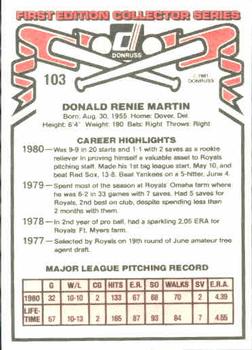 FIRST EDITION COLLECTOR SERIES
DONRUSS
© 1981 DONRUSS
103
DONALD RENIE MARTIN
Born: Aug. 30, 1955 Home: Dover, Del.
Height: 6'4" Weight: 190 Bats: Right Throws: Right
CAREER HIGHLIGHTS
1980— Was 9-9 in 20 starts and 1-1 with 2 saves as a rookie
reliever in proving himself a valuable asset to Royals
pitching staff. Made his 1st big league start, May 10, and
beat Red Sox, 13-8. Beat Yankees on a 5-hitter, June 4.
1979— Spent most of the season at Royals' Omaha farm where
he was 6-3 in 12 outings with 7 saves. Had 5 saves for
Royals, 2nd best on club, despite spending less than
2 months with them.
1978— In 2nd year of pro ball, had a sparkling 2.05 ERA for
Royals Ft. Myers farm.
1977— Selected by Royals on 19th round of June amateur free
agent draft.
MAJOR LEAGUE PITCHING RECORD
G W/L CG HITS E.R. SO WALKS SV E.R.A.
1980 32 10-10 2 133 67 68 70 2 4.39
LIFE-TIME 57 10-13 2 165 87 93 84 7 4.55